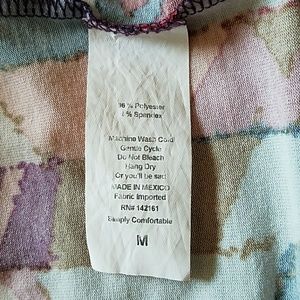 % Polyester
% Spandex
Machine Wash Cold
Gentle Cycle
Do Not Bleach
Hang Dry
Or you'll be sad
MADE IN MEXICO
Fabric Imported
RN# 142161
Simply Comfortable
M